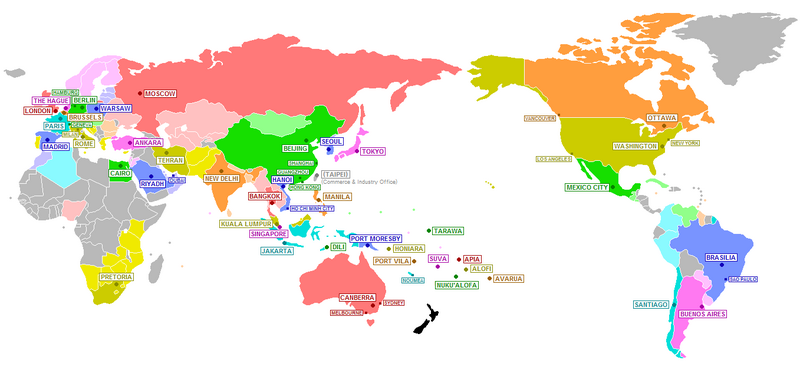 MOSCOW
HAMBURG
THE HAGUE
BERLIN
LONDON
WARSAW
BRUSSELS
PARIS
GENEVA
MILAN
MADRID
ROME
ANKARA
TEHRAN
CAIRO
RIYADH
DUBAI
NEW DELHI
BEIJING
SEOUL
TOKYO
SHANGHAI
GUANGZHOU
(TAIPEI)
(Commerce & Industry Office)
HANOI
HONG KONG
BANGKOK
MANILA
HO CHI MINH CITY
KUALA LUMPUR
SINGAPORE
JAKARTA
DILI
PORT MORESBY
TARAWA
HONIARA
PORT VILA
SUVA
APIA
ALOFI
NOUMEA
NUKU'ALOFA
AVARUA
PRETORIA
CANBERRA
SYDNEY
MELBOURNE
VANCOUVER
OTTAWA
LOS ANGELES
WASHINGTON
NEW YORK
MEXICO CITY
BRASILIA
SAO PAULO
SANTIAGO
BUENOS AIRES